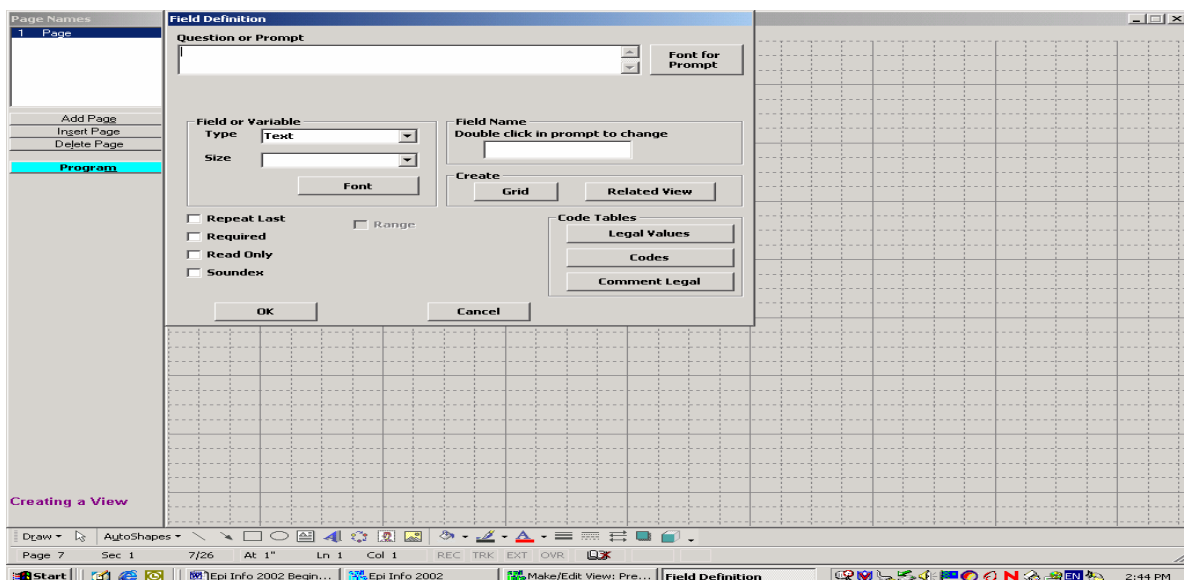 Page Names
1 Page
Add Page
Insert Page
Delete Page
Program
Creating a View
Field Definition
Question or Prompt
Font for
Prompt
Field or Variable
Type Text
Size
Font
Field Name
Double click in prompt to change
Create
Grid Related View
Repeat Last
Range
Required
Read Only
Soundex
Code Tables
Legal Values
Codes
Comment Legal
OK Cancel
Draw AutoShapes
Page 7 Sec 1 7/26 At 1" Ln 1 Col 1 REC TRK EXT OVR
Start Epi Info 2002 Begin... Epi Info 2002 Make/Edit View: Pre... Field Definition EN 2:44 PM